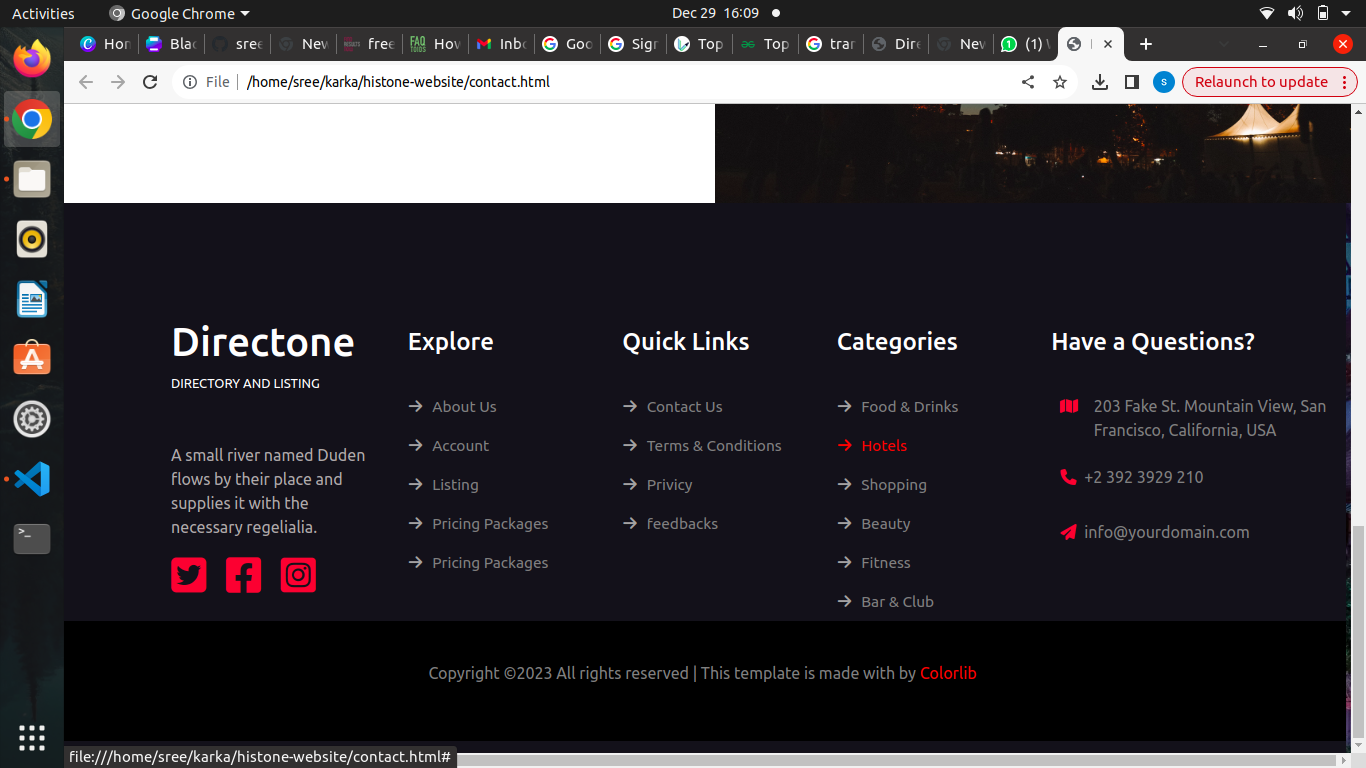 Activities
Google Chrome
Dec 29 16:09
Hom
Blac
sree
New
free
FAQ
How
Inbo
Goo
Sign
Top
Top
tran
Dire
New
(1)
File
/home/sree/karka/histone-website/contact.html
s
Relaunch to update
Directone
DIRECTORY AND LISTING
A small river named Duden
flows by their place and
supplies it with the
necessary regelialia.
Explore
About Us
Account
Listing
Pricing Packages
Pricing Packages
Quick Links
Contact Us
Terms & Conditions
Privicy
feedbacks
Categories
Food & Drinks
Hotels
Shopping
Beauty
Fitness
Bar & Club
Have a Questions?
203 Fake St. Mountain View, San
Francisco, California, USA
+2 392 3929 210
info@yourdomain.com
Copyright ©2023 All rights reserved | This template is made with by Colorlib
file:///home/sree/karka/histone-website/contact.html#